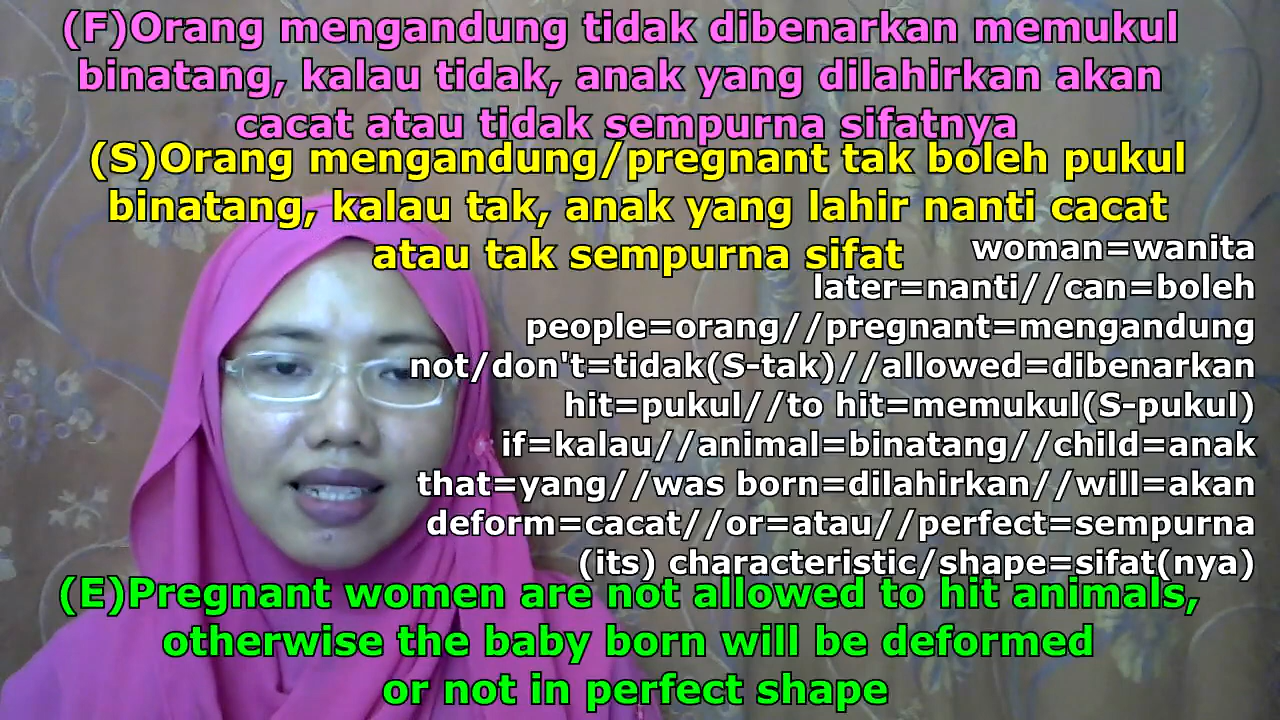 (F)Orang mengandung tidak dibenarkan memukul
binatang, kalau tidak, anak yang dilahirkan akan
cacat atau tidak sempurna sifatnya
(S)Orang mengandung/pregnant tak boleh pukul
binatang, kalau tak, anak yang lahir nanti cacat
atau tak sempurna sifat
woman=wanita
later=nanti//can=boleh
people=orang//pregnant=mengandung
not/don't=tidak(S-tak)//allowed=dibenarkan
hit=pukul//to hit=memukul(S-pukul)
if=kalau//animal=binatang//child=anak
that=yang//was born=dilahirkan//will=akan
deform=cacat//or=atau//perfect=sempurna
(its) characteristic/shape=sifat(nya)
(E)Pregnant women are not allowed to hit animals,
otherwise the baby born will be deformed
or not in perfect shape